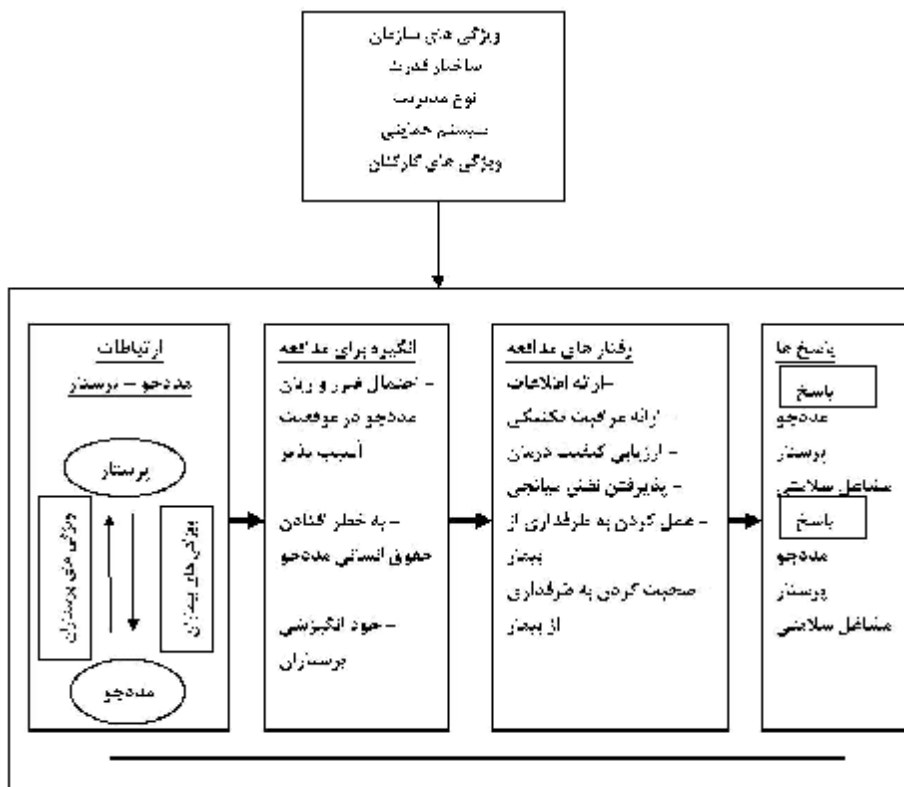 ویژگی های سازمان
ساختار قدرت
نوع مدیریت
سیستم حمایتی
ویژگی های کارکنان
ارتباطات
مددجو – پرستار
پرستار
ویژگی های پرستاران
ویژگی های بیماران
مددجو
انگیزه برای مدافعه
- احتمال ضرر و زیان
مددجو در موقعیت
آسیب پذیر
- به خطر افتادن
حقوق انسانی مددجو
- خود انگیزشی
پرستاران
رفتار های مدافعه
-ارائه اطلاعات
- ارائه مراقبت تکنیکی
- ارزیابی کیفیت درمان
- پذیرفتن نقش میانجی
- عمل کردن به طرفداری از
بیمار
- صحبت کردن به طرفداری
از بیمار
پاسخ ها
پاسخ
مددجو
پرستار
مشاغل سلامتی
پاسخ
مددجو
پرستار
مشاغل سلامتی